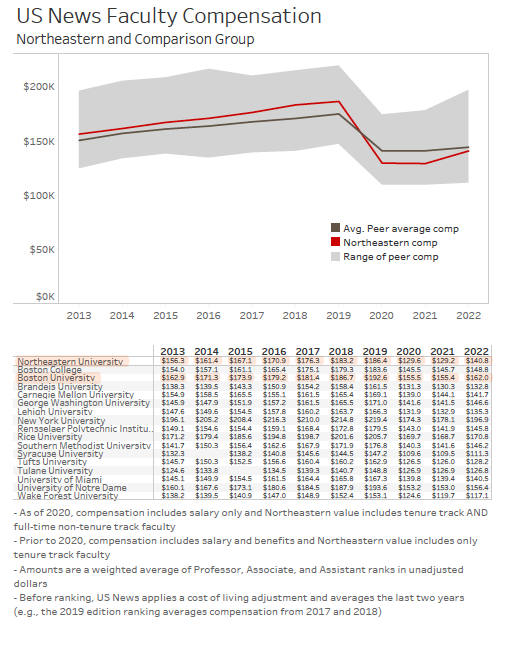 US News Faculty Compensation
Northeastern and Comparison Group
$200K
$150K
$100K
$50K
$0K
Avg. Peer average comp
Northeastern comp
Range of peer comp
2013 2014 2015 2016 2017 2018 2019 2020 2021 2022
2013 2014 2015 2016 2017 2018 2019 2020 2021 2022
Northeastern University $156.3 $161.4 $167.1 $170.9 $176.3 $183.2 $186.4 $129.6 $129.2 $140.8
Boston College $154.0 $157.1 $161.1 $165.4 $175.1 $179.3 $183.6 $145.5 $145.7 $148.8
Boston University $162.9 $171.3 $173.9 $179.2 $181.4 $186.7 $192.6 $155.5 $155.4 $162.0
Brandeis University $138.3 $139.5 $143.3 $150.9 $154.2 $158.4 $161.5 $131.3 $130.3 $132.8
Carnegie Mellon University $154.9 $158.5 $165.5 $155.1 $161.5 $165.4 $169.1 $139.0 $144.1 $141.7
George Washington University $145.9 $147.9 $151.9 $157.2 $161.5 $165.5 $171.0 $141.6 $141.5 $146.6
Lehigh University $147.6 $149.6 $154.5 $157.8 $160.2 $163.7 $166.3 $131.9 $132.9 $135.3
New York University $196.1 $205.2 $208.4 $216.3 $210.0 $214.8 $219.4 $174.3 $178.1 $196.9
Rensselaer Polytechnic Institu.. $149.1 $154.6 $154.4 $159.1 $168.4 $172.8 $179.5 $143.0 $141.9 $145.8
Rice University $171.2 $179.4 $185.6 $194.8 $198.7 $201.6 $205.7 $169.7 $168.7 $170.8
Southern Methodist University $141.7 $150.3 $156.4 $162.6 $167.9 $171.9 $176.8 $140.3 $141.6 $146.2
Syracuse University $132.3 $138.2 $140.8 $145.6 $144.5 $147.2 $109.6 $109.5 $111.3
Tufts University $145.7 $150.3 $152.5 $156.6 $160.4 $160.2 $162.9 $126.5 $126.0 $128.2
Tulane University $124.6 $133.8 $134.5 $139.3 $140.7 $148.8 $126.9 $126.9 $126.8
University of Miami $145.1 $149.9 $154.5 $161.5 $164.4 $164.8 $167.3 $139.8 $139.4 $140.5
University of Notre Dame $160.1 $167.6 $173.1 $180.6 $184.5 $187.9 $193.6 $153.2 $153.0 $156.4
Wake Forest University $138.2 $139.5 $140.9 $147.0 $148.9 $152.4 $153.1 $124.6 $119.7 $117.1
- As of 2020, compensation includes salary only and Northeastern value includes tenure track AND
full-time non-tenure track faculty
- Prior to 2020, compensation includes salary and benefits and Northeastern value includes only
tenure track faculty
- Amounts are a weighted average of Professor, Associate, and Assistant ranks in unadjusted
dollars
- Before ranking, US News applies a cost of living adjustment and averages the last two years
(e.g., the 2019 edition ranking averages compensation from 2017 and 2018)